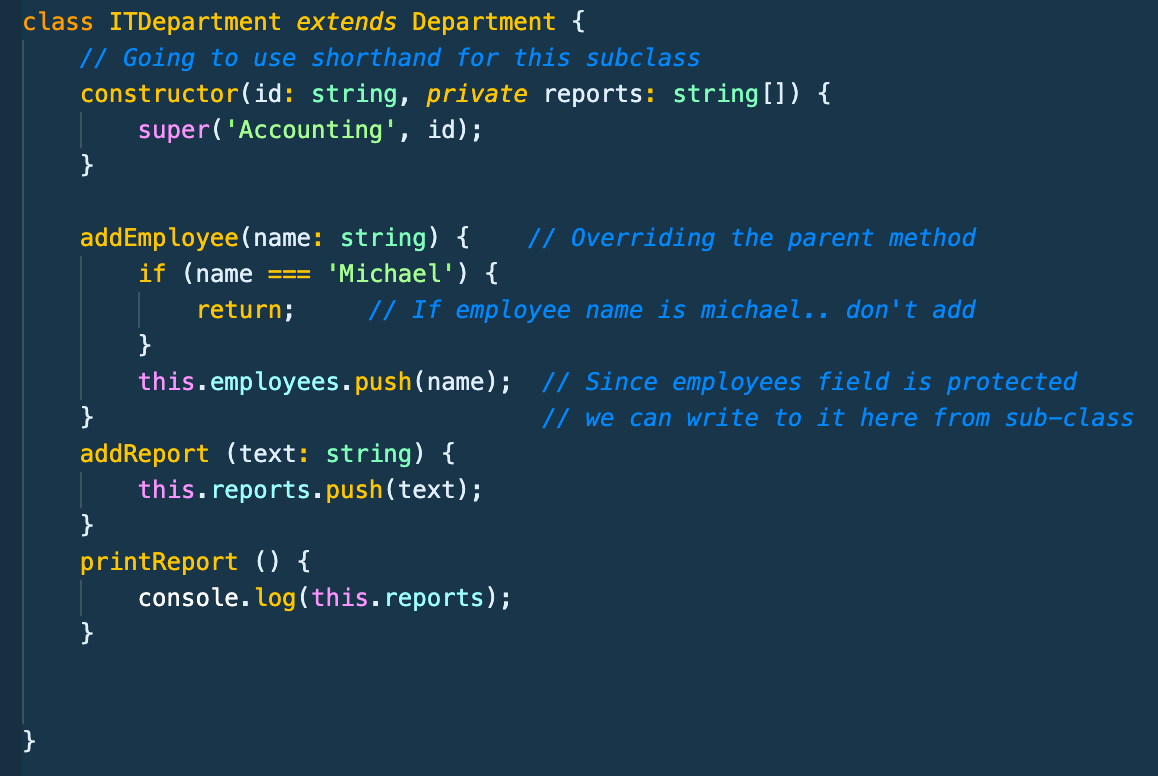 class ITDepartment extends Department {
    // Going to use shorthand for this subclass
    constructor(id: string, private reports: string[]) {
        super('Accounting', id);
    }

    addEmployee(name: string) {    // Overriding the parent method
        if (name === 'Michael') {
            return;     // If employee name is michael.. don't add
        }
        this.employees.push(name);  // Since employees field is protected
    }                               // we can write to it here from sub-class
    addReport (text: string) {
        this.reports.push(text);
    }
    printReport () {
        console.log(this.reports);
    }



}